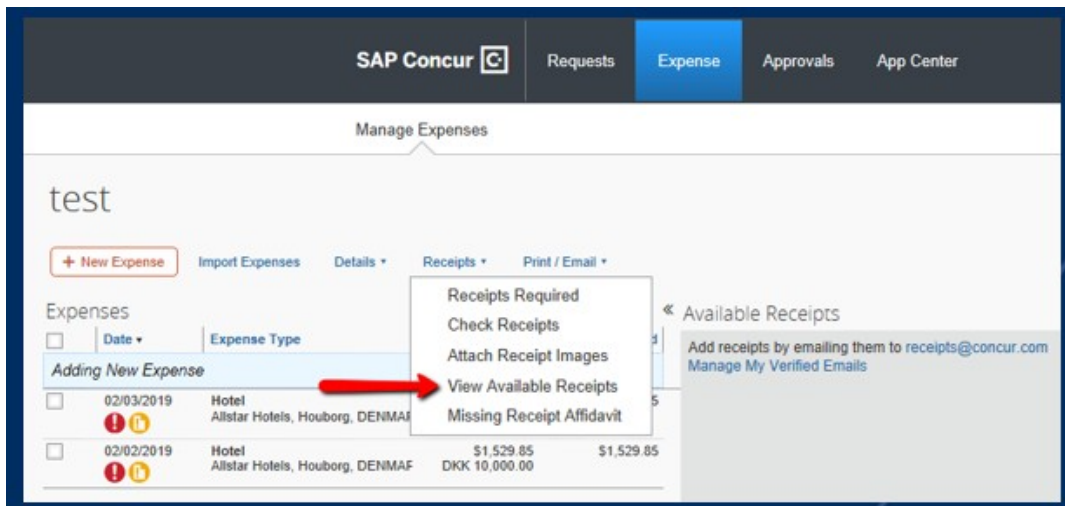 SAP Concur C Requests Expense Approvals App Center
Manage Expenses
test
+ New Expense Import Expenses Details Receipts Print / Email
Receipts Required
Check Receipts
Attach Receipt Images
View Available Receipts
Missing Receipt Affidavit
Expenses
Date Expense Type
Adding New Expense
02/03/2019 Hotel
Allstar Hotels, Houborg, DENMAR
02/02/2019 Hotel $1,529.85 $1,529.85
Allstar Hotels, Houborg, DENMAR DKK 10,000.00
« Available Receipts
Add receipts by emailing them to receipts@concur.com
Manage My Verified Emails